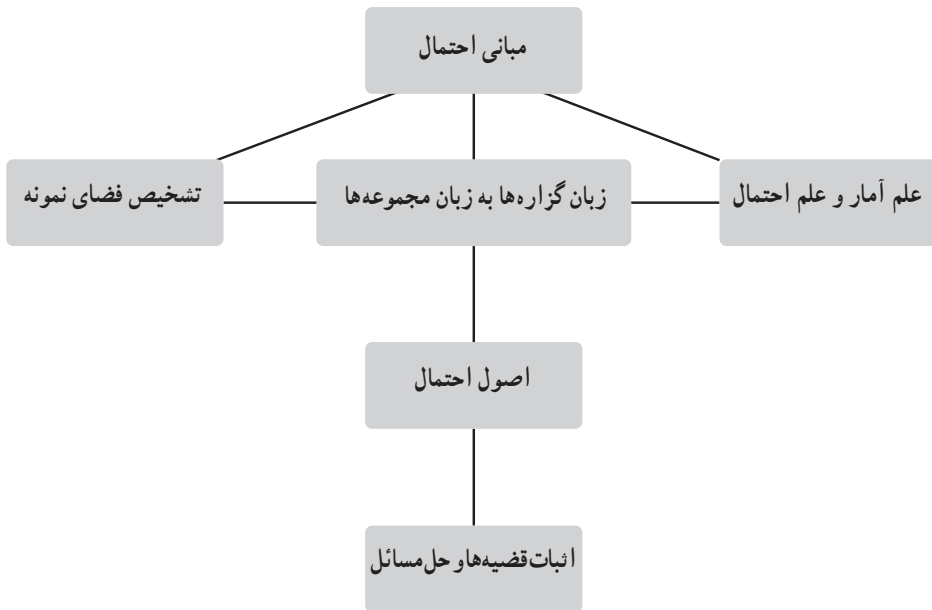 مبانی احتمال
علم آمار و علم احتمال
زبان گزاره‌ها به زبان مجموعه‌ها
تشخیص فضای نمونه
اصول احتمال
اثبات قضیه‌ها و حل مسائل